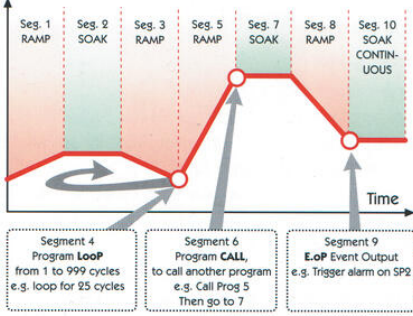 Seg. 1
RAMP
Seg. 2
SOAK
Seg. 3
RAMP
Seg. 5
RAMP
Seg. 7
SOAK
Seg. 8
RAMP
Seg. 10
SOAK
CONTIN-
UOUS
Time
Segment 4
Program LooP
from 1 to 999 cycles
e.g. loop for 25 cycles
Segment 6
Program CALL,
to call another program
e.g. Call Prog 5
Then go to 7
Segment 9
E.oP Event Output
e.g. Trigger alarm on SP2